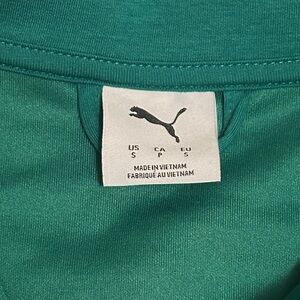 US CA EU
S P S
MADE IN VIETNAM
FABRIQUÉ AU VIETNAM